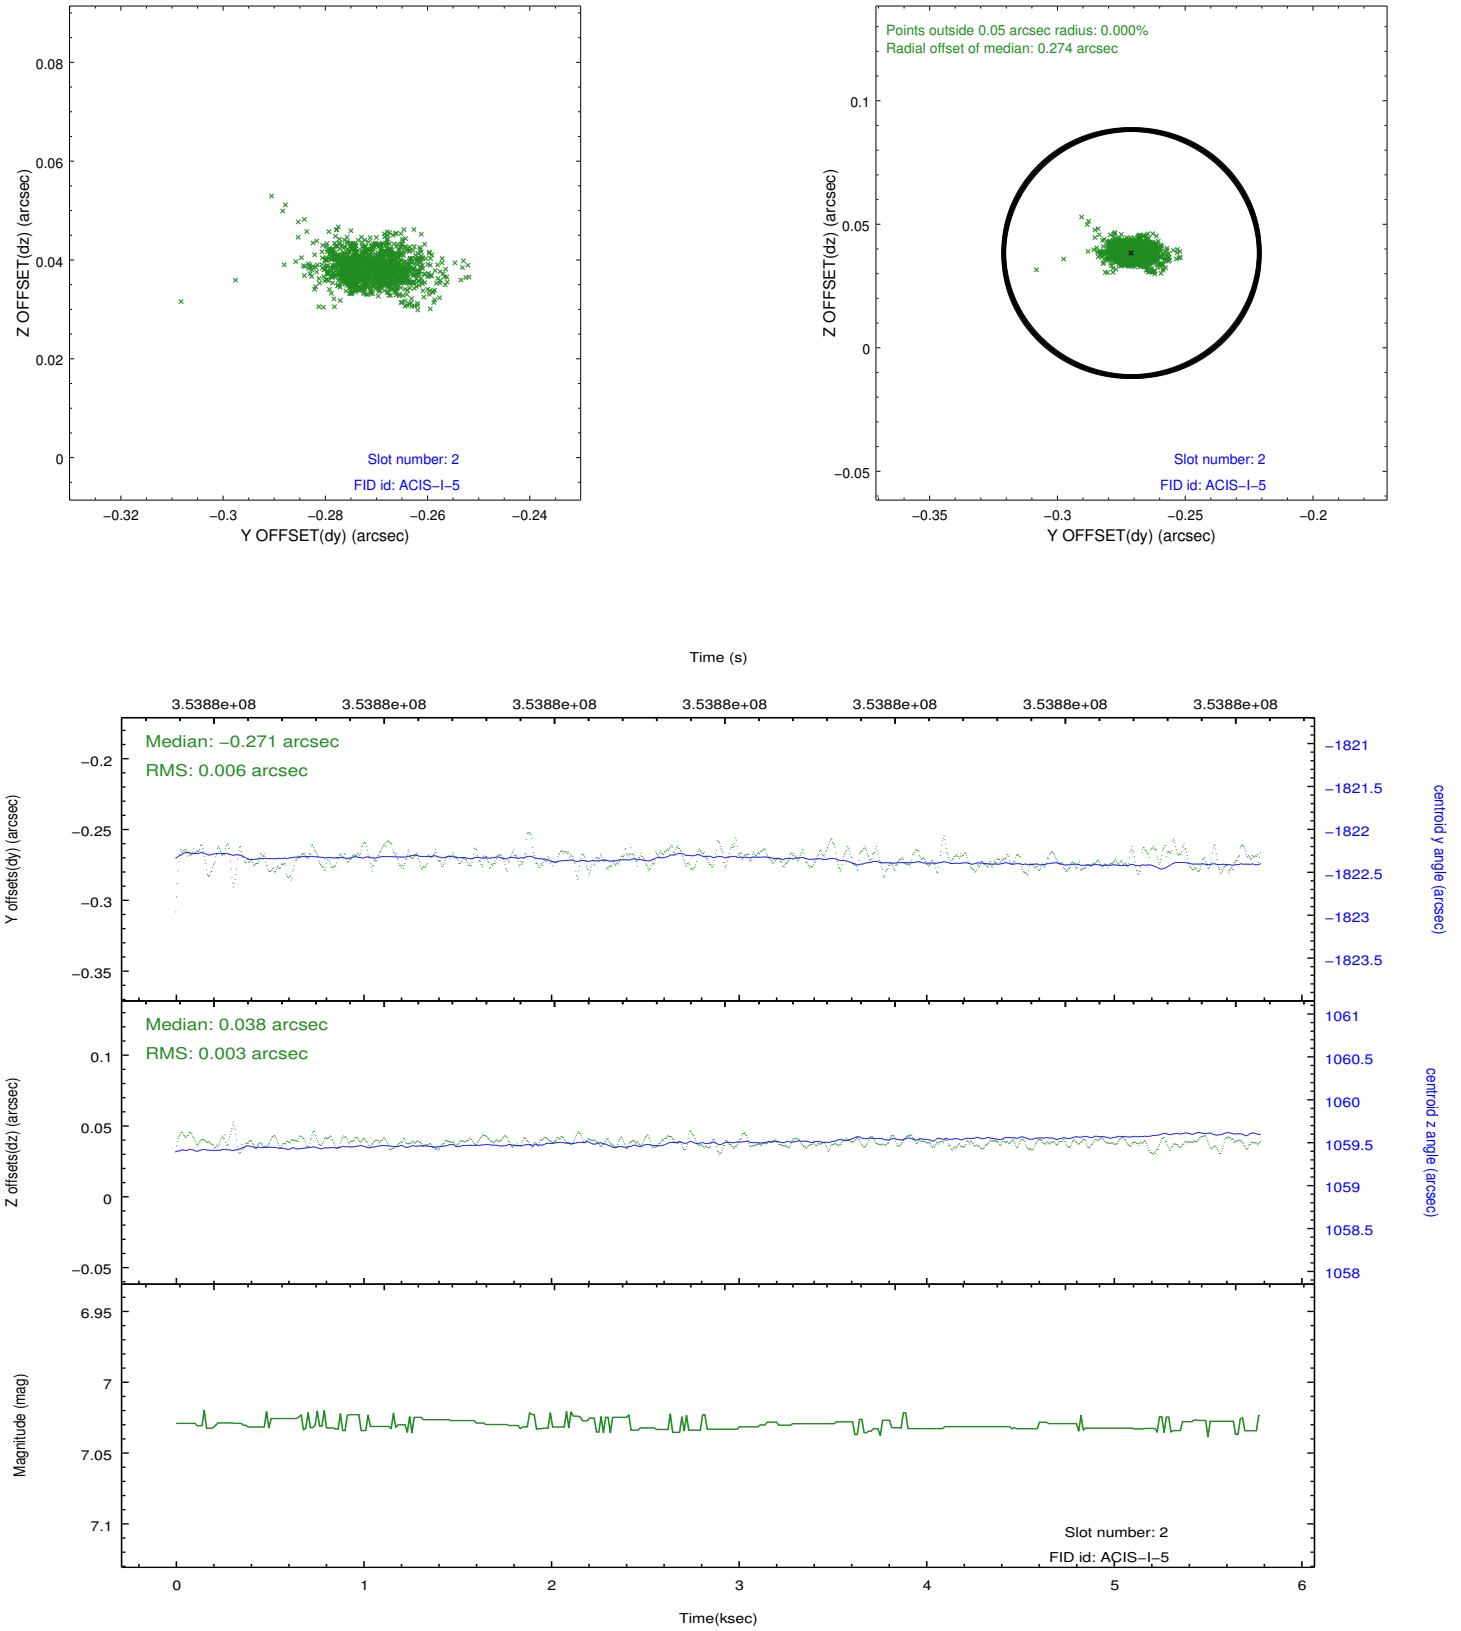 0.08
0.06
0.04
0.02
0
Z OFFSET(dz) (arcsec)
Slot number: 2
FID id: ACIS−I−5
−0.32
−0.3
−0.28
−0.26
−0.24
Y OFFSET(dy) (arcsec)
Points outside 0.05 arcsec radius: 0.000%
Radial offset of median: 0.274 arcsec
0.1
0.05
0
−0.05
Z OFFSET(dz) (arcsec)
Slot number: 2
FID id: ACIS−I−5
−0.35
−0.3
−0.25
−0.2
Y OFFSET(dy) (arcsec)
Time (s)
3.5388e+08
3.5388e+08
3.5388e+08
3.5388e+08
3.5388e+08
3.5388e+08
3.5388e+08
Median: −0.271 arcsec
RMS: 0.006 arcsec
−0.2
−0.25
−0.3
−0.35
Y offsets(dy) (arcsec)
−1821
−1821.5
−1822
−1822.5
−1823
−1823.5
centroid y angle (arcsec)
Median: 0.038 arcsec
RMS: 0.003 arcsec
0.1
0.05
0
−0.05
Z offsets(dz) (arcsec)
1061
1060.5
1060
1059.5
1059
1058.5
1058
centroid z angle (arcsec)
6.95
7
7.05
7.1
Magnitude (mag)
Slot number: 2
FID id: ACIS−I−5
0
1
2
3
4
5
6
Time(ksec)